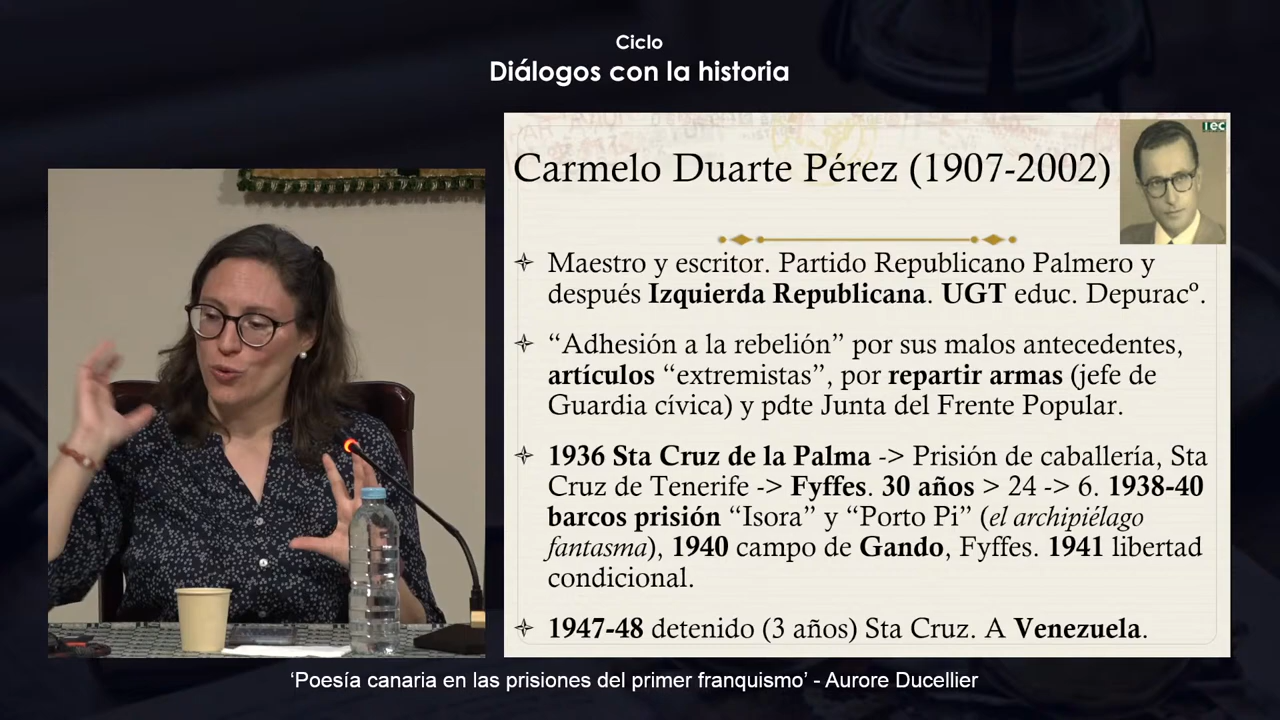 Ciclo
Diálogos con la historia
Carmelo Duarte Pérez (1907-2002)
Maestro y escritor. Partido Republicano Palmero y
después Izquierda Republicana. UGT educ. Depuracº.
“Adhesión a la rebelión” por sus malos antecedentes,
artículos “extremistas”, por repartir armas (jefe de
Guardia cívica) y pdte Junta del Frente Popular.
1936 Sta Cruz de la Palma -> Prisión de caballería, Sta
Cruz de Tenerife -> Fyffes. 30 años > 24 -> 6. 1938-40
barcos prisión “Isora” y “Porto Pi” (el archipiélago
fantasma), 1940 campo de Gando, Fyffes. 1941 libertad
condicional.
1947-48 detenido (3 años) Sta Cruz. A Venezuela.
‘Poesía canaria en las prisiones del primer franquismo’ - Aurore Ducellier